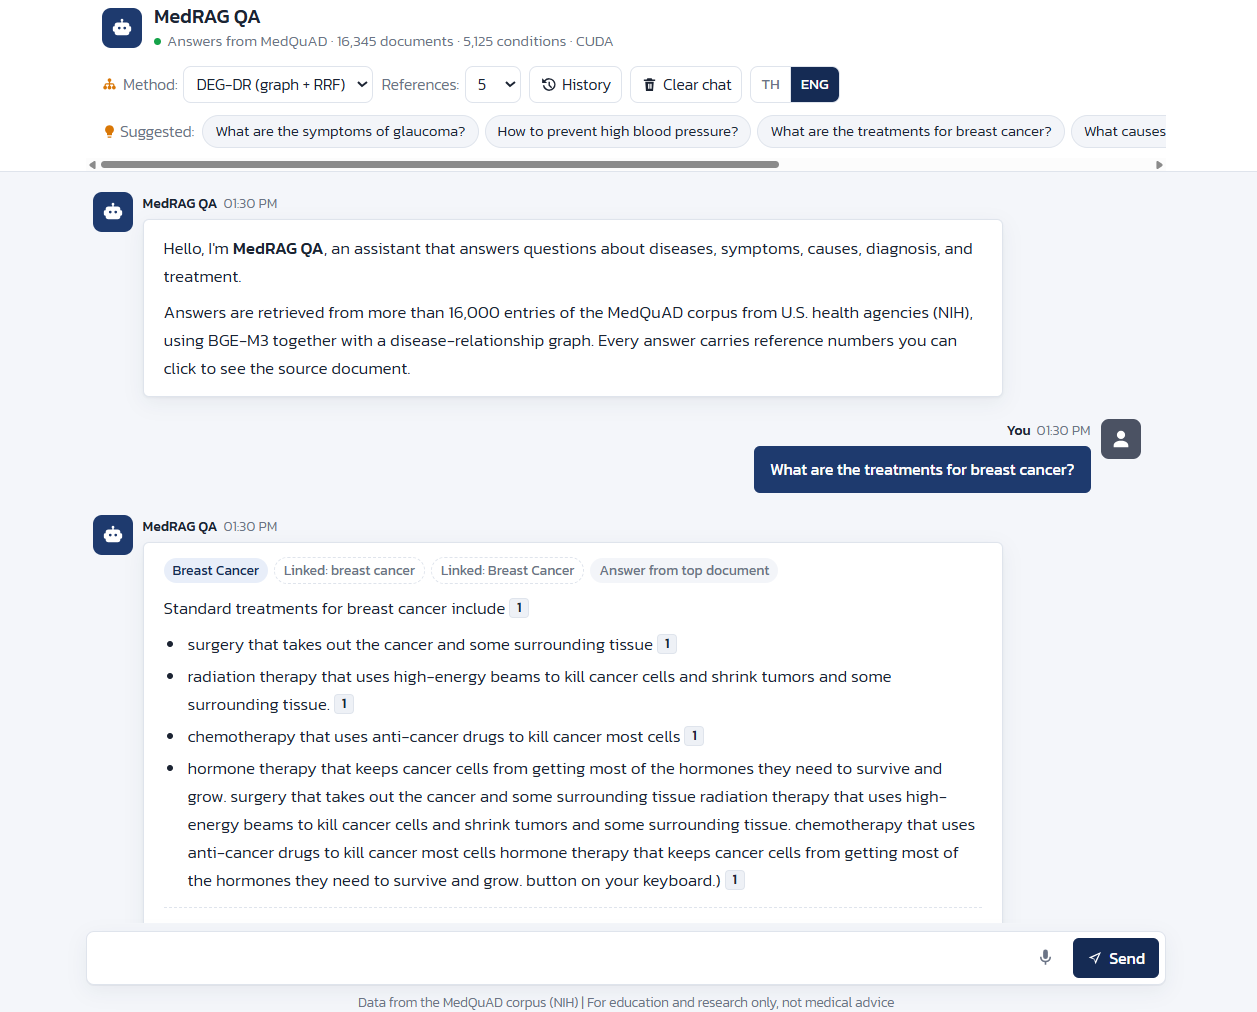 MedRAG QA
Answers from MedQuAD · 16,345 documents · 5,125 conditions · CUDA
Method: DEG-DR (graph + RRF) References: 5 History Clear chat TH ENG
Suggested: What are the symptoms of glaucoma? How to prevent high blood pressure? What are the treatments for breast cancer? What causes
MedRAG QA 01:30 PM
Hello, I'm MedRAG QA, an assistant that answers questions about diseases, symptoms, causes, diagnosis, and
treatment.
Answers are retrieved from more than 16,000 entries of the MedQuAD corpus from U.S. health agencies (NIH),
using BGE-M3 together with a disease-relationship graph. Every answer carries reference numbers you can
click to see the source document.
You 01:30 PM
What are the treatments for breast cancer?
MedRAG QA 01:30 PM
Breast Cancer Linked: breast cancer Linked: Breast Cancer Answer from top document
Standard treatments for breast cancer include 1
• surgery that takes out the cancer and some surrounding tissue 1
• radiation therapy that uses high-energy beams to kill cancer cells and shrink tumors and some
surrounding tissue. 1
• chemotherapy that uses anti-cancer drugs to kill cancer most cells 1
• hormone therapy that keeps cancer cells from getting most of the hormones they need to survive and
grow. surgery that takes out the cancer and some surrounding tissue radiation therapy that uses high-
energy beams to kill cancer cells and shrink tumors and some surrounding tissue. chemotherapy that uses
anti-cancer drugs to kill cancer most cells hormone therapy that keeps cancer cells from getting most of
the hormones they need to survive and grow. button on your keyboard.) 1
Send
Data from the MedQuAD corpus (NIH) | For education and research only, not medical advice